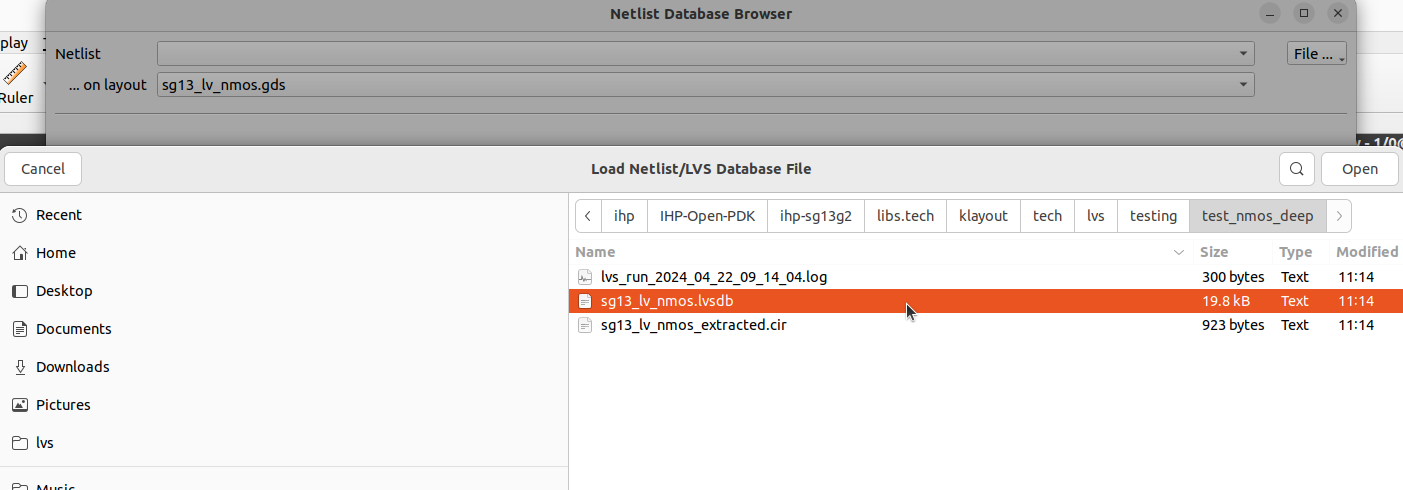 Netlist Database Browser
play
Netlist
File ...
... on layout
sg13_lv_nmos.gds
Ruler
Cancel
Load Netlist/LVS Database File
Open
Recent
Home
Desktop
Documents
Downloads
Pictures
lvs
Music
ihp
IHP-Open-PDK
ihp-sg13g2
libs.tech
klayout
tech
lvs
testing
test_nmos_deep
Name Size Type Modified
lvs_run_2024_04_22_09_14_04.log 300 bytes Text 11:14
sg13_lv_nmos.lvsdb 19.8 kB Text 11:14
sg13_lv_nmos_extracted.cir 923 bytes Text 11:14